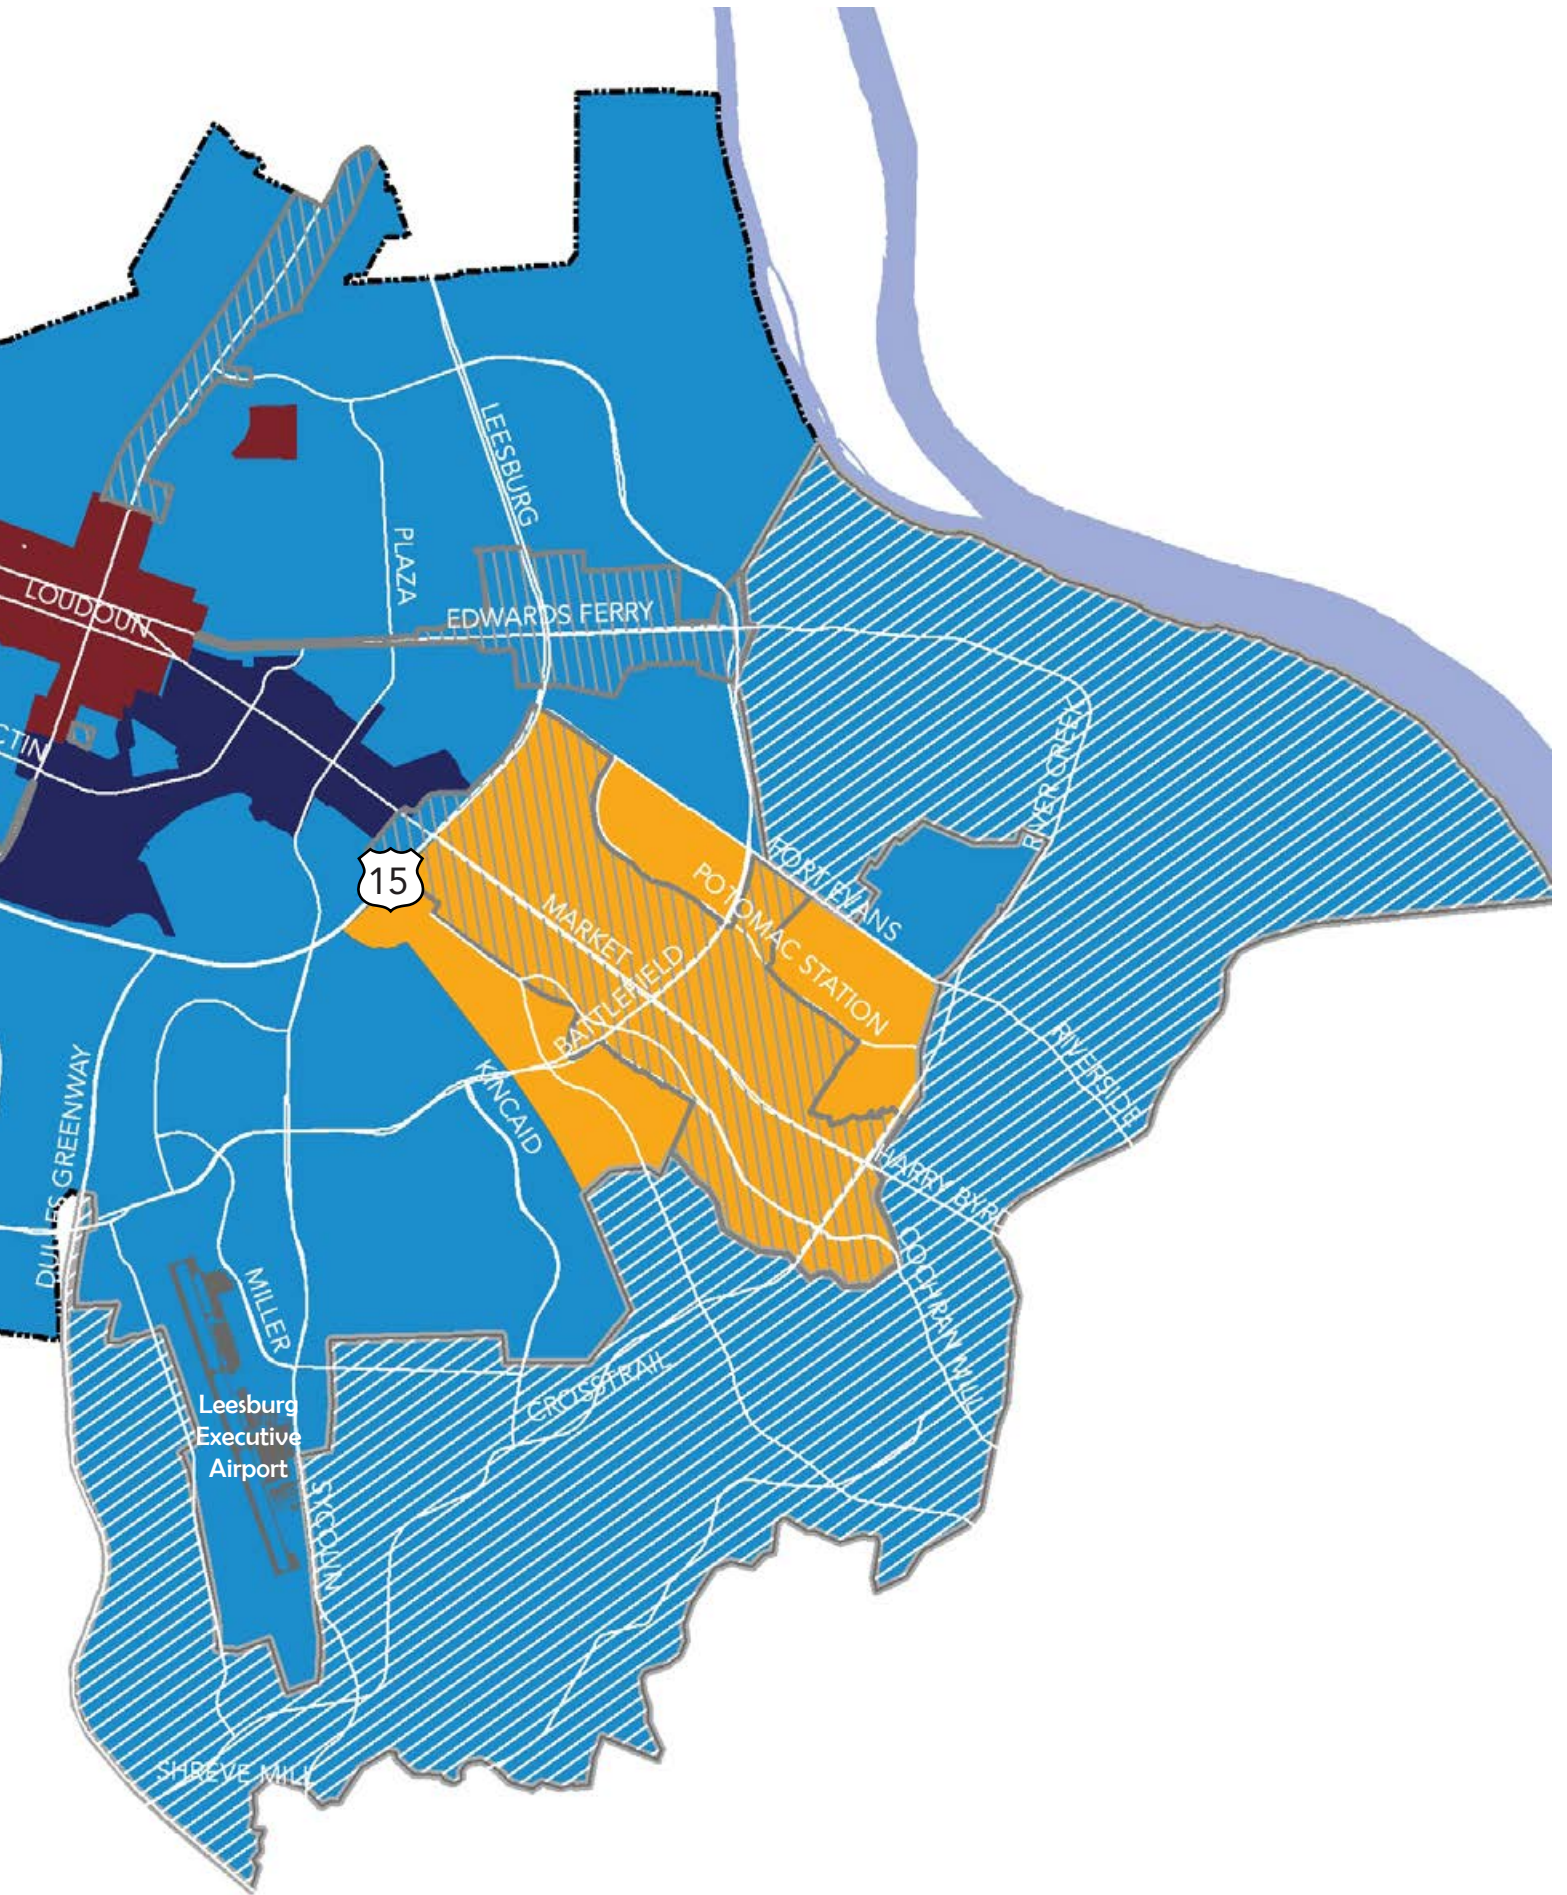 LEESBURG
PLAZA
LOUDOUN
EDWARDS FERRY
CTIN
RIVER CREEK
15
FORT EVANS
POTOMAC STATION
MARKET
BATTLEFIELD
KINCAID
RIVERSIDE
DULLES GREENWAY
HARRY BYRD
COCHRAN MILL
MILLER
CROSSTRAIL
Leesburg
Executive
Airport
SYCOLIN
SHREVE MILL